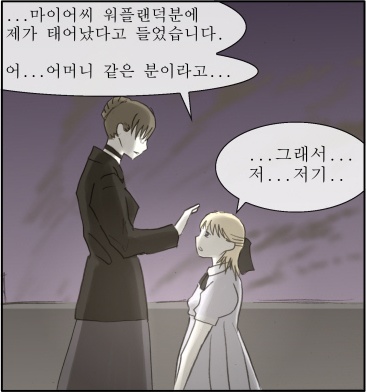 ...마이어씨 워플랜덕분에
제가 태어났다고 들었습니다.
어...어머니 같은 분이라고...
...그래서...
저...저기..